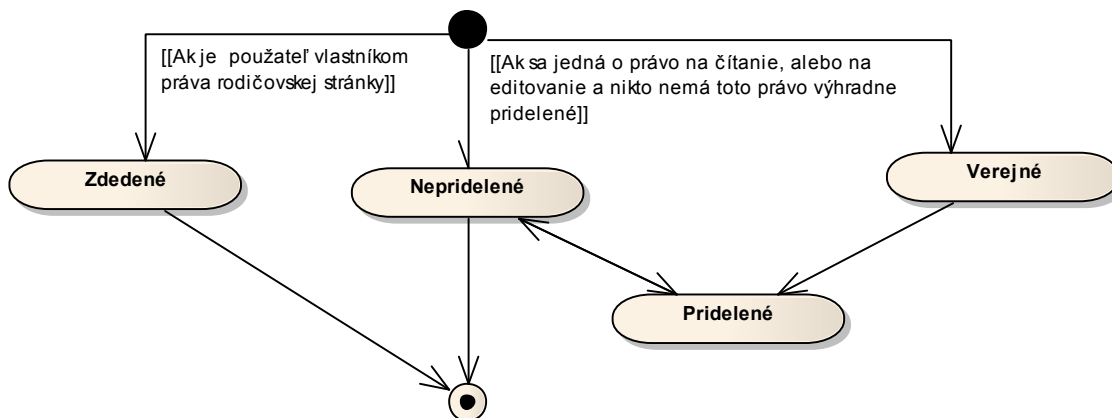 [[Ak je používateľ vlastníkom
práva rodičovskej stránky]]
[[Ak sa jedná o právo na čítanie, alebo na
editovanie a nikto nemá toto právo výhradne
pridelené]]
Zdedené
Nepridelené
Verejné
Pridelené